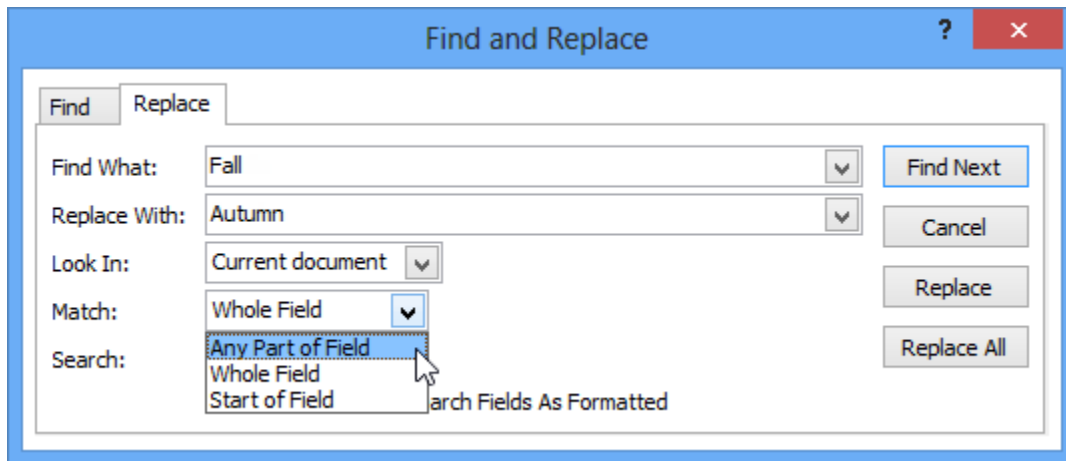 Find and Replace ?
Find Replace
Find What: Fall Find Next
Replace With: Autumn Cancel
Look In: Current document
Replace
Match: Whole Field
Any Part of Field
Search: Replace All
Whole Field
Start of Field arch Fields As Formatted